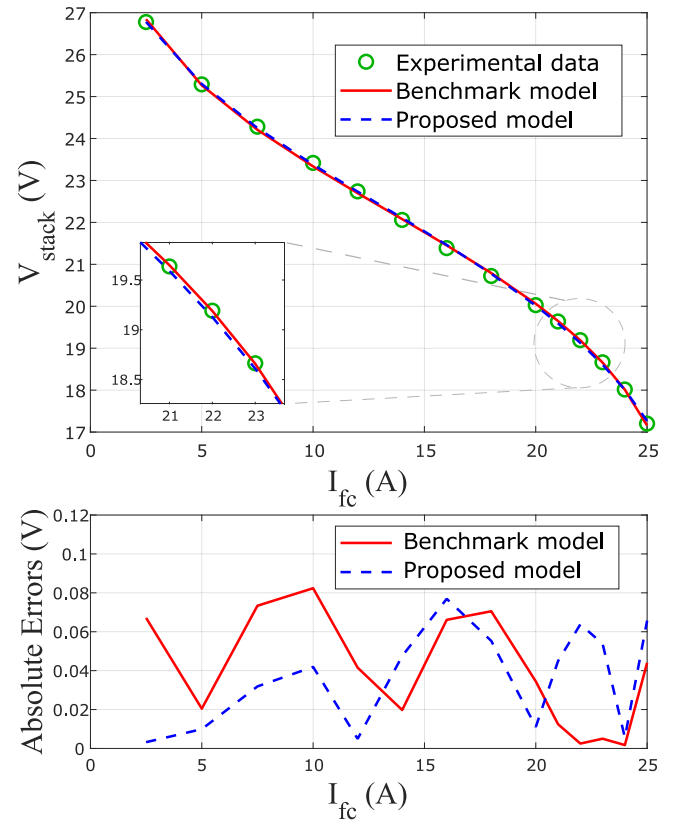 27
26
25
24
23
22
21
20
19
18
17
V_stack (V)
Experimental data
Benchmark model
Proposed model
19.5
19
18.5
21 22 23
0 5 10 15 20 25
I_fc (A)
0.12
0.1
0.08
0.06
0.04
0.02
0
Absolute Errors (V)
Benchmark model
Proposed model
0 5 10 15 20 25
I_fc (A)